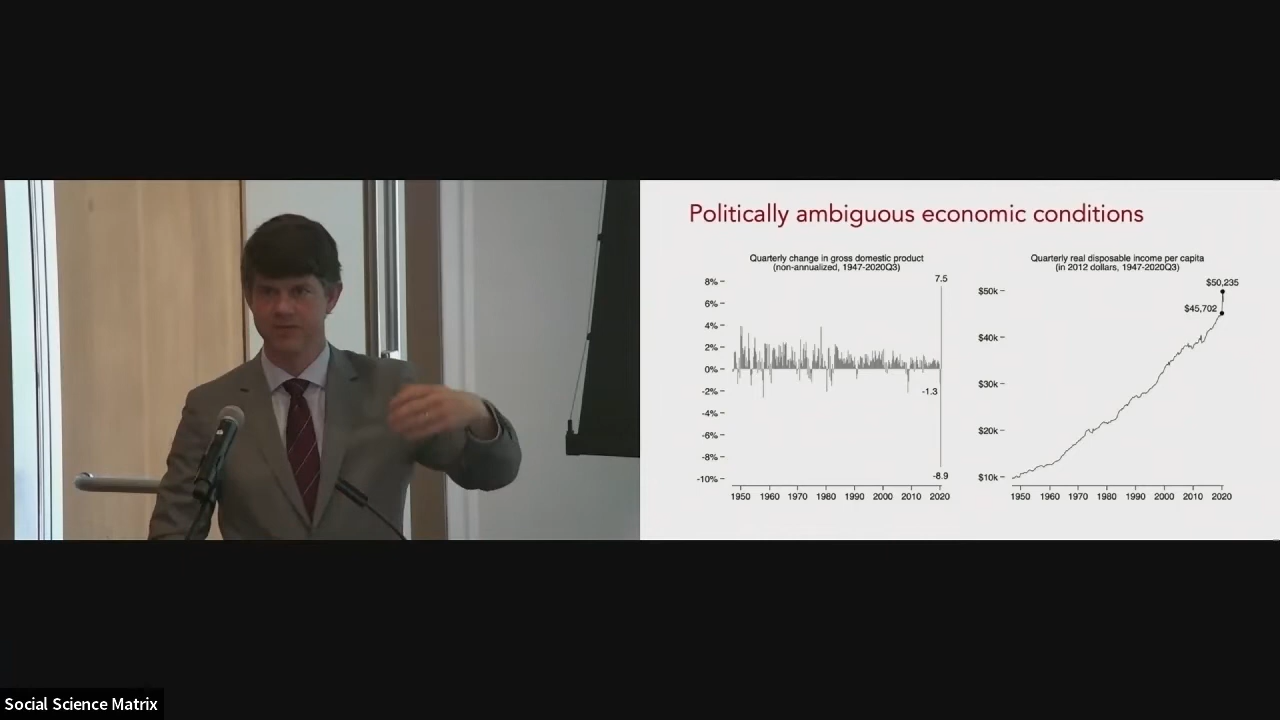 Politically ambiguous economic conditions
Quarterly change in gross domestic product
(non-annualized, 1947-2020Q3)
7.5
8%
6%
4%
2%
0%
-2%
-4%
-6%
-8%
-10%
-1.3
-8.9
1950 1960 1970 1980 1990 2000 2010 2020
Quarterly real disposable income per capita
(in 2012 dollars, 1947-2020Q3)
$50,235
$45,702
$50k
$40k
$30k
$20k
$10k
1950 1960 1970 1980 1990 2000 2010 2020
Social Science Matrix